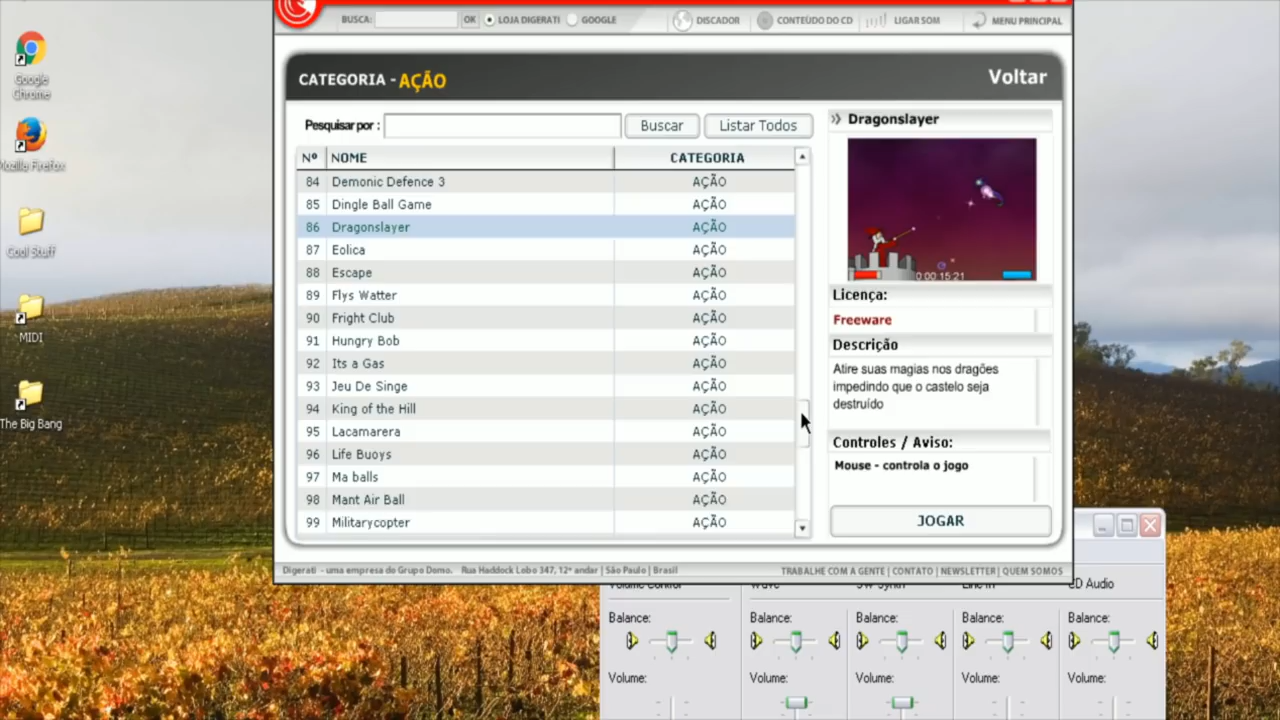 BUSCA: OK LOJA DIGERATI GOOGLE DISCADOR CONTEÚDO DO CD LIGAR SOM MENU PRINCIPAL
Google Chrome
Mozilla Firefox
Cool Stuff
MIDI
The Big Bang
CATEGORIA - AÇÃO Voltar
Pesquisar por : Buscar Listar Todos
Nº NOME CATEGORIA
84 Demonic Defence 3 AÇÃO
85 Dingle Ball Game AÇÃO
86 Dragonslayer AÇÃO
87 Eolica AÇÃO
88 Escape AÇÃO
89 Flys Watter AÇÃO
90 Fright Club AÇÃO
91 Hungry Bob AÇÃO
92 Its a Gas AÇÃO
93 Jeu De Singe AÇÃO
94 King of the Hill AÇÃO
95 Lacamarera AÇÃO
96 Life Buoys AÇÃO
97 Ma balls AÇÃO
98 Mant Air Ball AÇÃO
99 Militarycopter AÇÃO
Dragonslayer
0:00:15:21
Licença:
Freeware
Descrição
Atire suas magias nos dragões
impedindo que o castelo seja
destruído
Controles / Aviso:
Mouse - controla o jogo
JOGAR
Digerati - uma empresa do Grupo Domo. Rua Haddock Lobo 347, 12º andar | São Paulo | Brasil TRABALHE COM A GENTE | CONTATO | NEWSLETTER | QUEM SOMOS
Volume Control Wave SW Synth Line In CD Audio
Balance: Balance: Balance: Balance: Balance:
Volume: Volume: Volume: Volume: Volume: